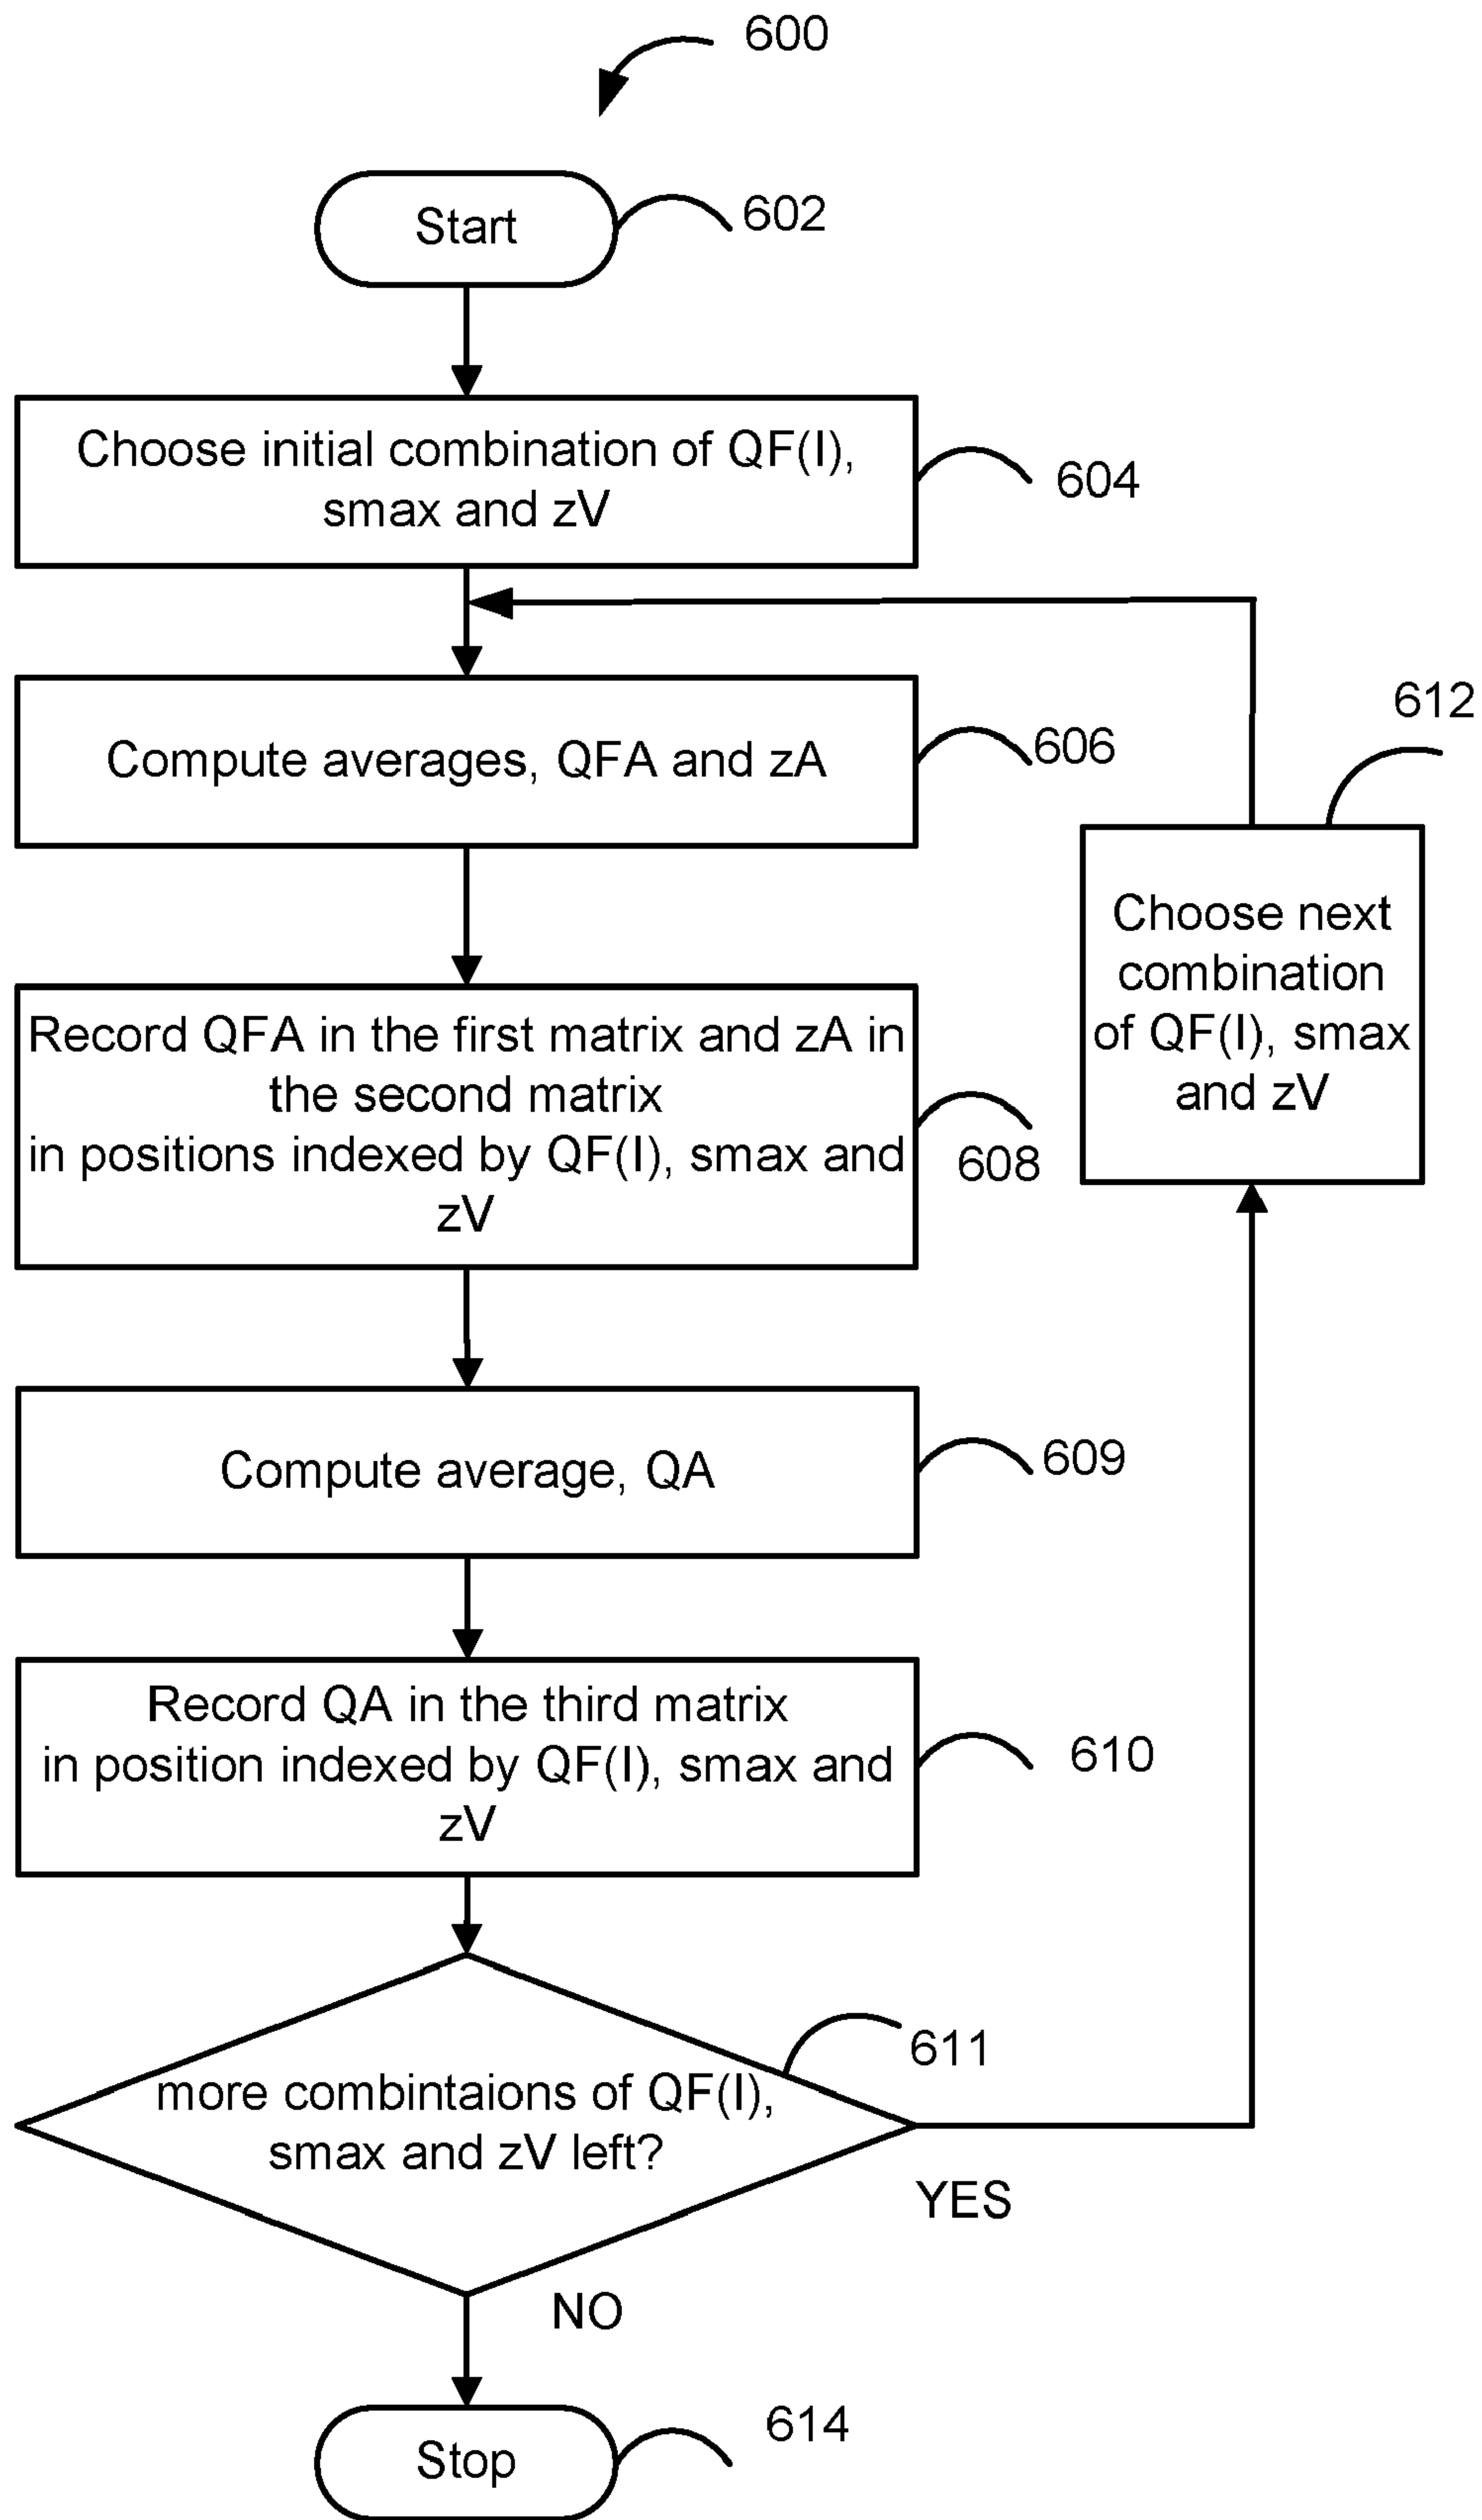 600
Start
602
Choose initial combination of QF(I),
smax and zV
604
Compute averages, QFA and zA
606
612
Choose next
combination
of QF(I), smax
and zV
Record QFA in the first matrix and zA in
the second matrix
in positions indexed by QF(I), smax and
zV
608
Compute average, QA
609
Record QA in the third matrix
in position indexed by QF(I), smax and
zV
610
611
more combintaions of QF(I),
smax and zV left?
YES
NO
Stop
614